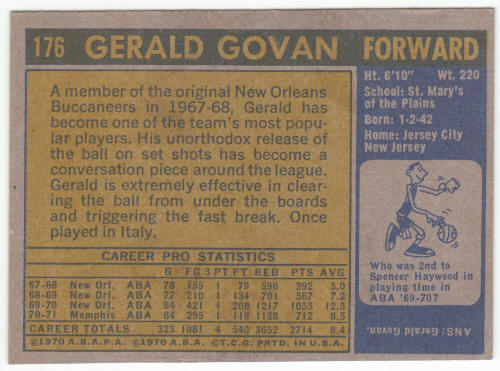 176 GERALD GOVAN FORWARD
A member of the original New Orleans
Buccaneers in 1967-68, Gerald has
become one of the team's most popu-
lar players. His unorthodox release of
the ball on set shots has become a
conversation piece around the league.
Gerald is extremely effective in clear-
ing the ball from under the boards
and triggering the fast break. Once
played in Italy.
Ht. 6'10" Wt. 220
School: St. Mary's
of the Plains
Born: 1-2-42
Home: Jersey City
New Jersey
Who was 2nd to
Spencer Haywood in
playing time in
ABA '69-70?
ANS: Gerald Govan.
CAREER PRO STATISTICS
G FG 3PT FT REB PTS AVG
67-68 New Orl. ABA 78 155 1 79 596 392 5.0
68-69 New Orl. ABA 77 210 1 134 701 567 7.2
69-70 New Orl. ABA 84 421 2 208 1217 1053 12.5
70-71 Memphis ABA 84 295 119 1138 712 8.5
CAREER TOTALS 323 1081 4 540 3652 2714 8.4
©1970 A.B.A.P.A. ©1970 A.B.A. ©T.C.G. PRTD. IN U.S.A.